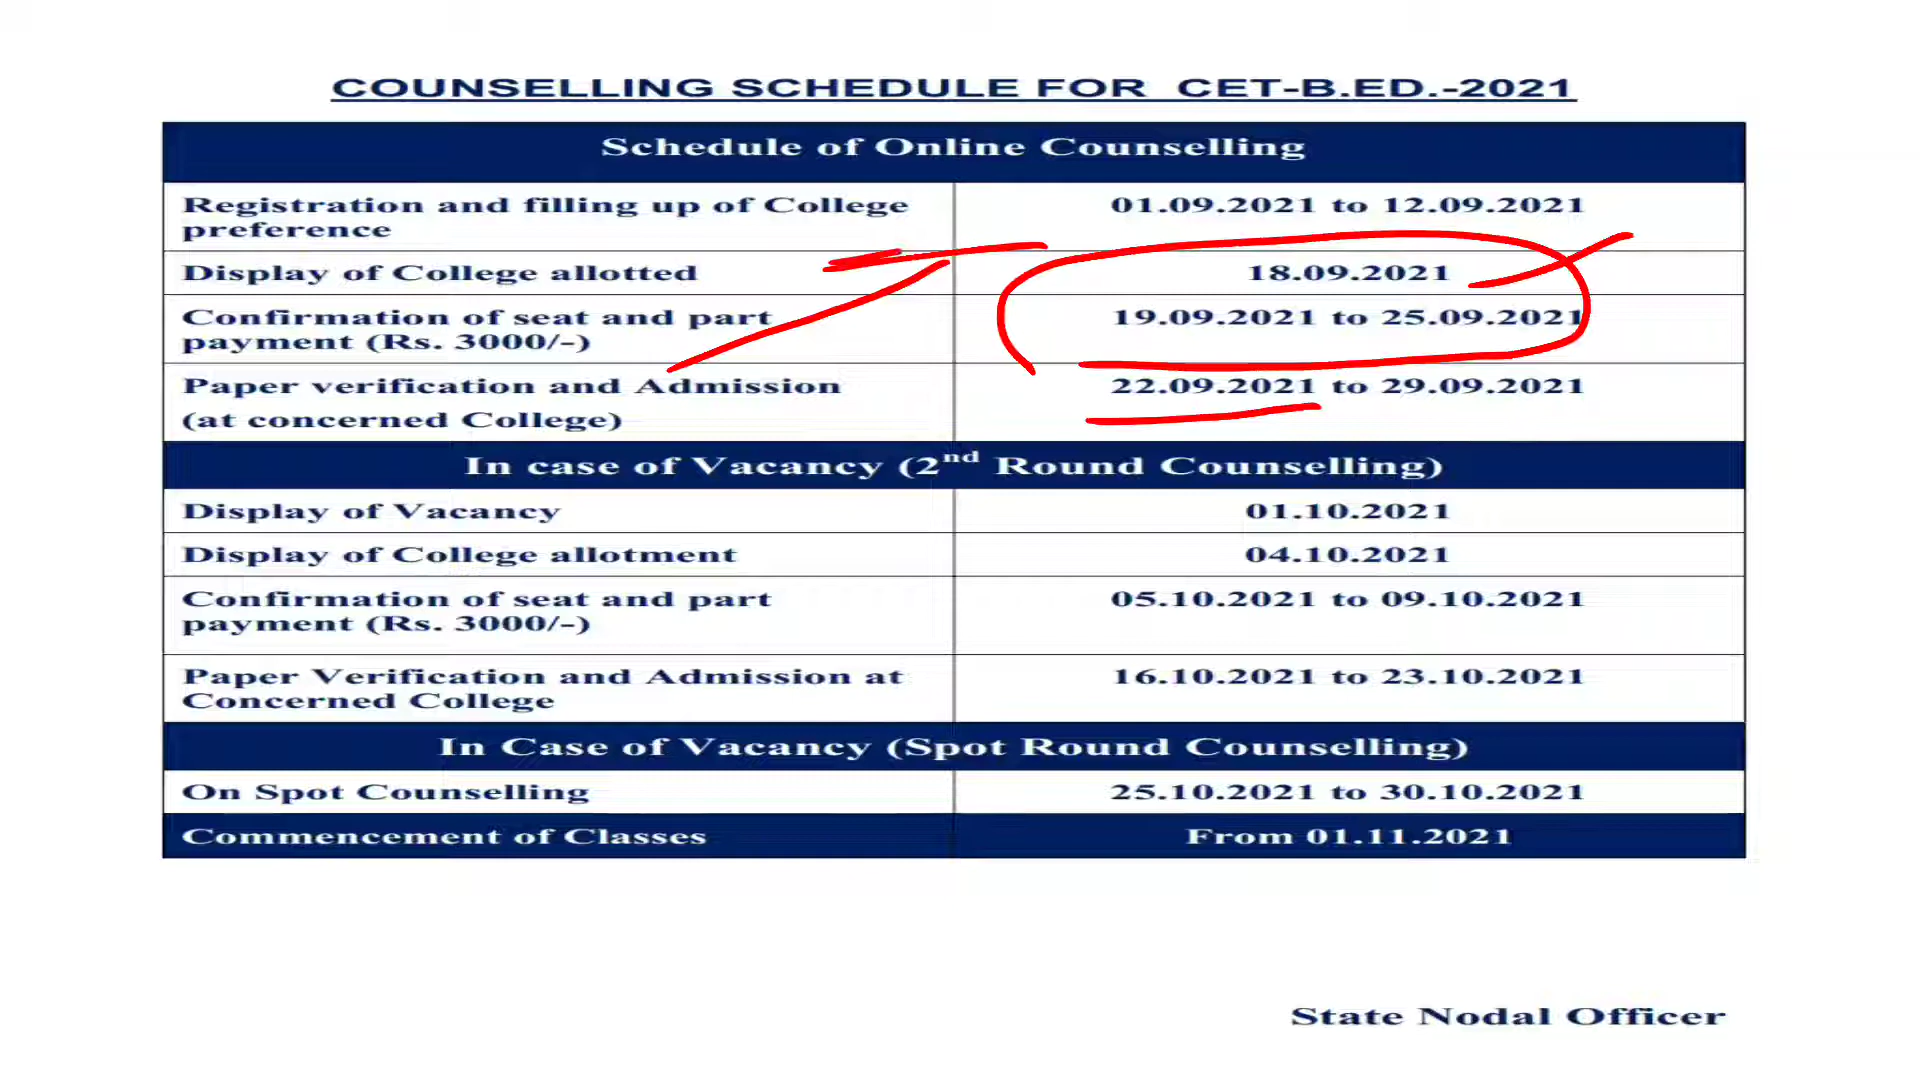 COUNSELLING SCHEDULE FOR CET-B.ED.-2021
Schedule of Online Counselling
Registration and filling up of College
preference
01.09.2021 to 12.09.2021
Display of College allotted
18.09.2021
Confirmation of seat and part
payment (Rs. 3000/-)
19.09.2021 to 25.09.2021
Paper verification and Admission
(at concerned College)
22.09.2021 to 29.09.2021
In case of Vacancy (2nd Round Counselling)
Display of Vacancy
01.10.2021
Display of College allotment
04.10.2021
Confirmation of seat and part
payment (Rs. 3000/-)
05.10.2021 to 09.10.2021
Paper Verification and Admission at
Concerned College
16.10.2021 to 23.10.2021
In Case of Vacancy (Spot Round Counselling)
On Spot Counselling
25.10.2021 to 30.10.2021
Commencement of Classes
From 01.11.2021
State Nodal Officer